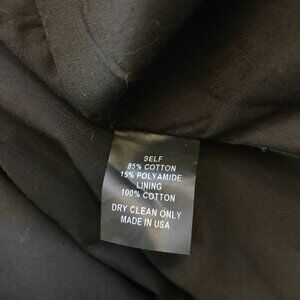 SELF
85% COTTON
15% POLYAMIDE
LINING
100% COTTON
DRY CLEAN ONLY
MADE IN USA